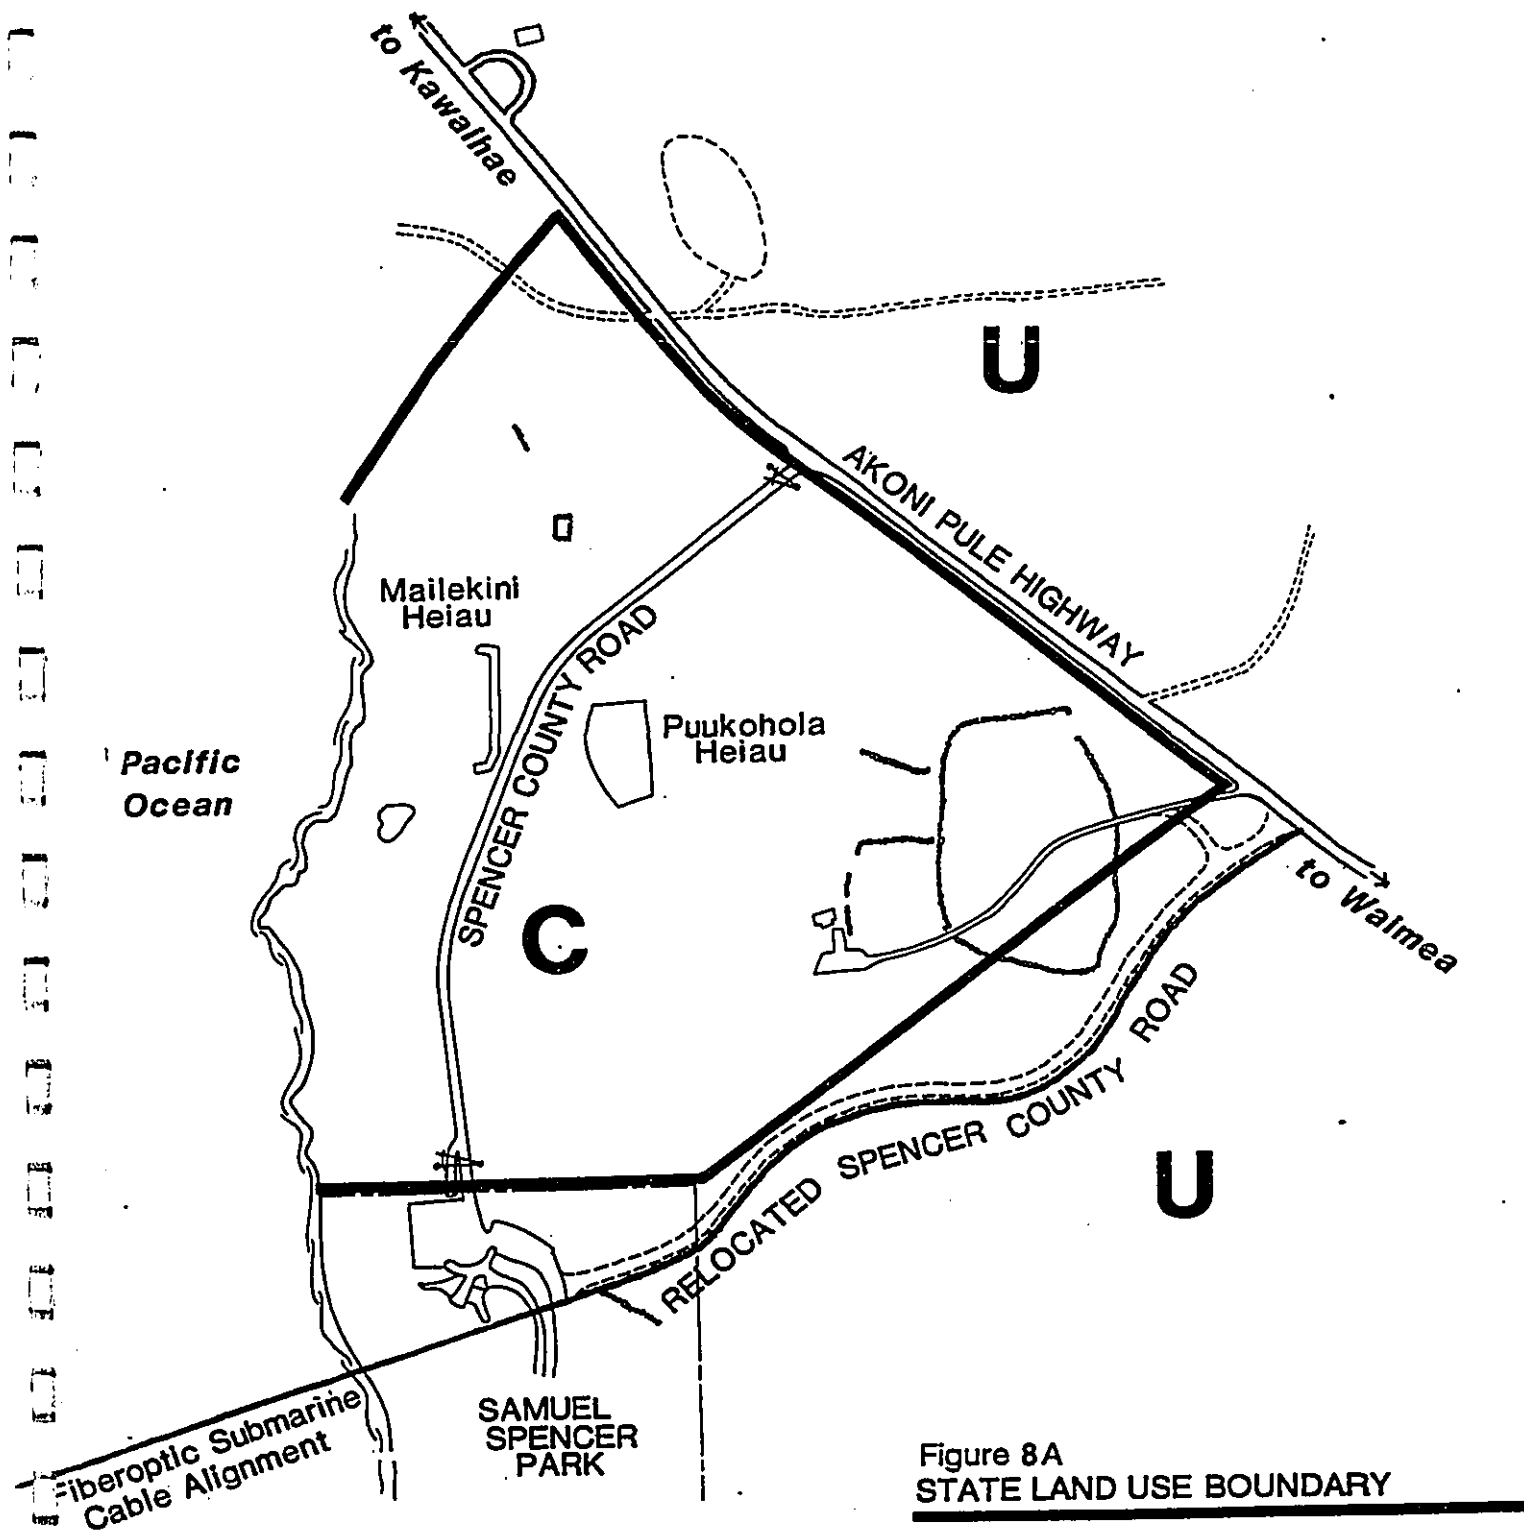 to Kawaihae
U
AKONI PULE HIGHWAY
Mailekini
Heiau
SPENCER COUNTY ROAD
Puukohola
Heiau
Pacific
Ocean
to Waimea
C
RELOCATED SPENCER COUNTY ROAD
U
SAMUEL
SPENCER
PARK
Fiberoptic Submarine
Cable Alignment
Figure 8A
STATE LAND USE BOUNDARY